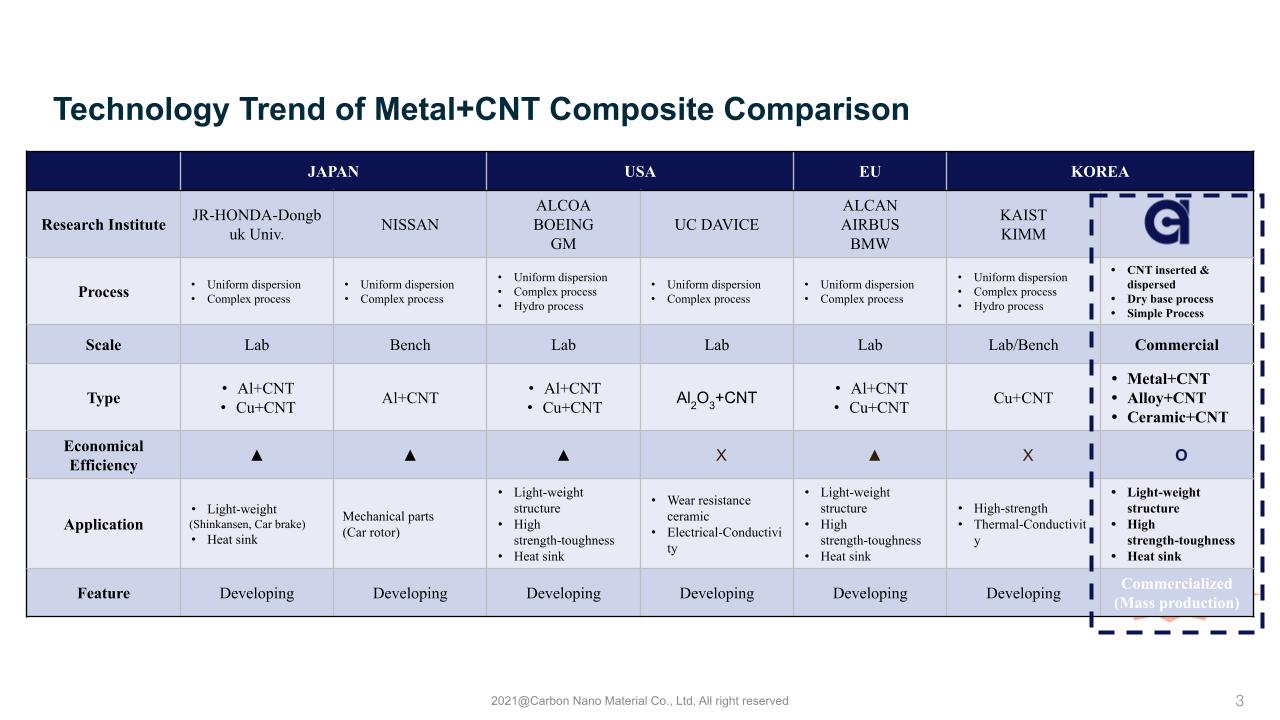 Technology Trend of Metal+CNT Composite Comparison
JAPAN
USA
EU
KOREA
Research Institute
JR-HONDA-Dongb
uk Univ.
NISSAN
ALCOA
BOEING
GM
UC DAVICE
ALCAN
AIRBUS
BMW
KAIST
KIMM
Process
• Uniform dispersion
• Complex process
• Uniform dispersion
• Complex process
• Uniform dispersion
• Complex process
• Hydro process
• Uniform dispersion
• Complex process
• Uniform dispersion
• Complex process
• Uniform dispersion
• Complex process
• Hydro process
• CNT inserted &
dispersed
• Dry base process
• Simple Process
Scale
Lab
Bench
Lab
Lab
Lab
Lab/Bench
Commercial
Type
• Al+CNT
• Cu+CNT
Al+CNT
• Al+CNT
• Cu+CNT
Al₂O₃+CNT
• Al+CNT
• Cu+CNT
Cu+CNT
• Metal+CNT
• Alloy+CNT
• Ceramic+CNT
Economical
Efficiency
▲
▲
▲
X
▲
X
O
Application
• Light-weight
(Shinkansen, Car brake)
• Heat sink
Mechanical parts
(Car rotor)
• Light-weight
structure
• High
strength-toughness
• Heat sink
• Wear resistance
ceramic
• Electrical-Conductivi
ty
• Light-weight
structure
• High
strength-toughness
• Heat sink
• High-strength
• Thermal-Conductivit
y
• Light-weight
structure
• High
strength-toughness
• Heat sink
Feature
Developing
Developing
Developing
Developing
Developing
Developing
Commercialized
(Mass production)
2021@Carbon Nano Material Co., Ltd. All right reserved
3